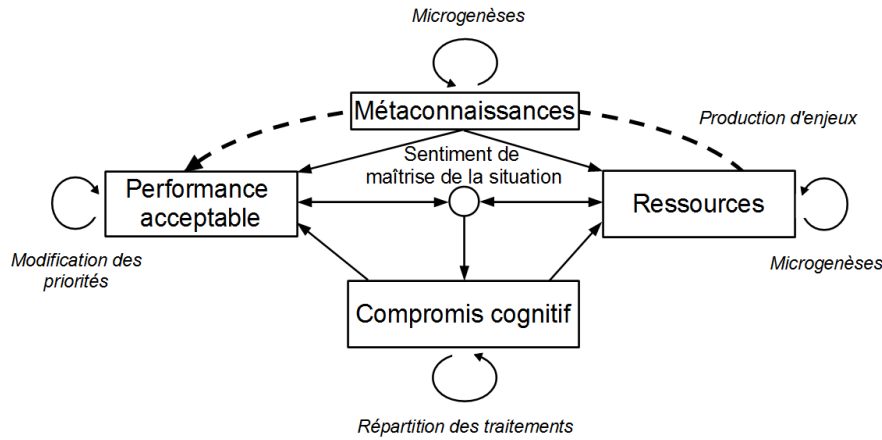 Microgenèses
Métaconnaissances
Production d'enjeux
Sentiment de
maîtrise de la situation
Performance
acceptable
Ressources
Modification des
priorités
Microgenèses
Compromis cognitif
Répartition des traitements